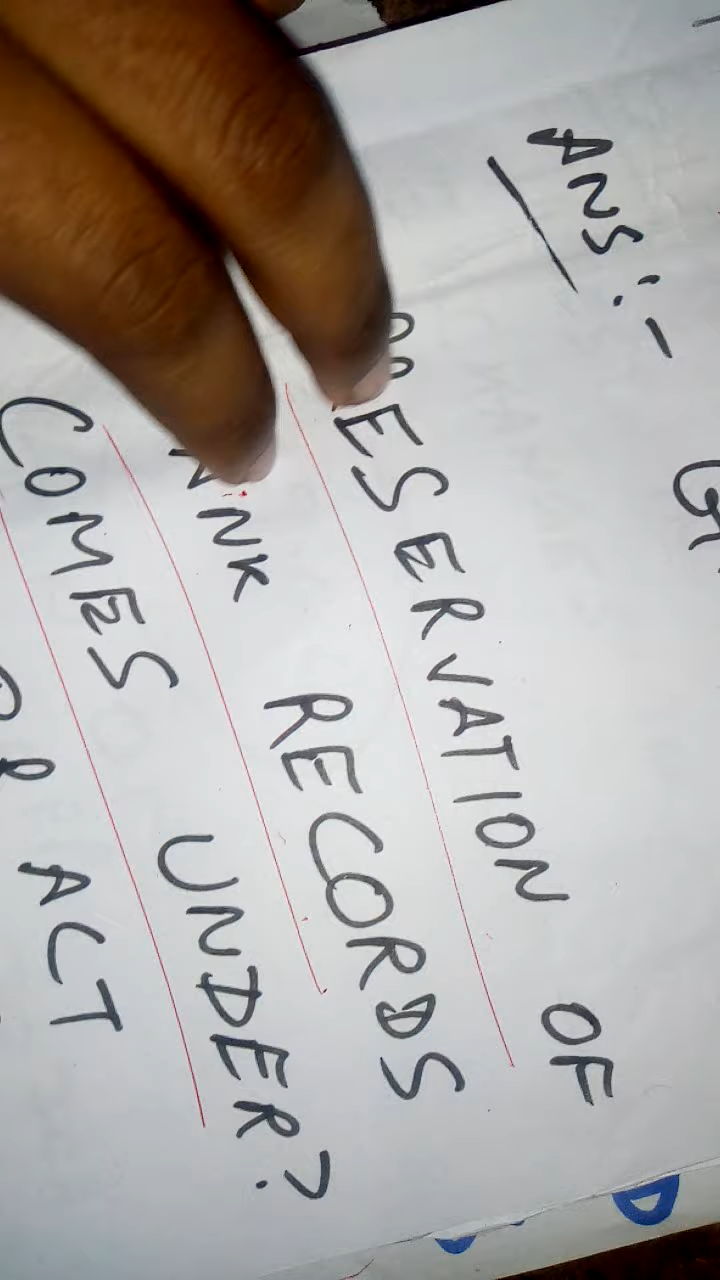 ANS:- G
ESERVATION OF
NK RECORDS
COMES UNDER?
R ACT